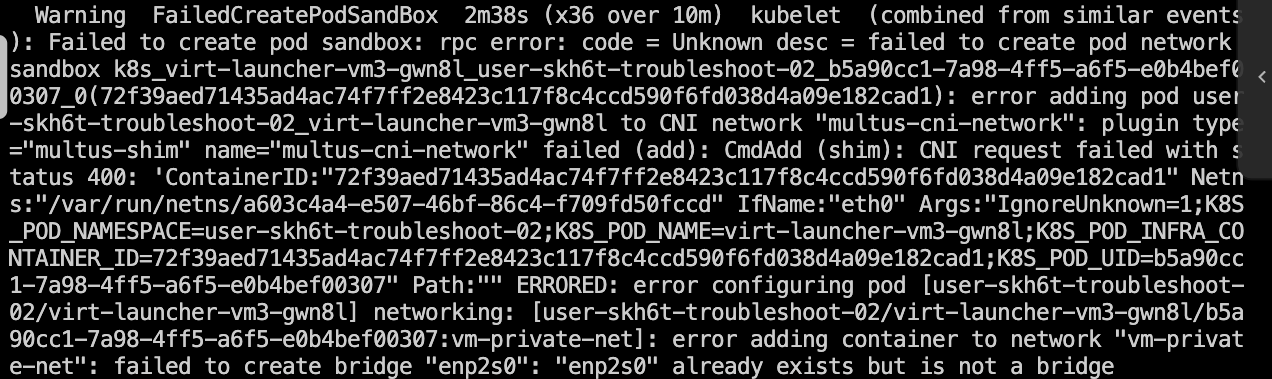 Warning  FailedCreatePodSandBox  2m38s (x36 over 10m)  kubelet  (combined from similar events
): Failed to create pod sandbox: rpc error: code = Unknown desc = failed to create pod network 
sandbox k8s_virt-launcher-vm3-gwn8l_user-skh6t-troubleshoot-02_b5a90cc1-7a98-4ff5-a6f5-e0b4bef0
0307_0(72f39aed71435ad4ac74f7ff2e8423c117f8c4ccd590f6fd038d4a09e182cad1): error adding pod user
-skh6t-troubleshoot-02_virt-launcher-vm3-gwn8l to CNI network "multus-cni-network": plugin type
="multus-shim" name="multus-cni-network" failed (add): CmdAdd (shim): CNI request failed with s
tatus 400: 'ContainerID:"72f39aed71435ad4ac74f7ff2e8423c117f8c4ccd590f6fd038d4a09e182cad1" Netn
s:"/var/run/netns/a603c4a4-e507-46bf-86c4-f709fd50fccd" IfName:"eth0" Args:"IgnoreUnknown=1;K8S
_POD_NAMESPACE=user-skh6t-troubleshoot-02;K8S_POD_NAME=virt-launcher-vm3-gwn8l;K8S_POD_INFRA_CO
NTAINER_ID=72f39aed71435ad4ac74f7ff2e8423c117f8c4ccd590f6fd038d4a09e182cad1;K8S_POD_UID=b5a90cc
1-7a98-4ff5-a6f5-e0b4bef00307" Path:"" ERRORED: error configuring pod [user-skh6t-troubleshoot-
02/virt-launcher-vm3-gwn8l] networking: [user-skh6t-troubleshoot-02/virt-launcher-vm3-gwn8l/b5a
90cc1-7a98-4ff5-a6f5-e0b4bef00307:vm-private-net]: error adding container to network "vm-privat
e-net": failed to create bridge "enp2s0": "enp2s0" already exists but is not a bridge